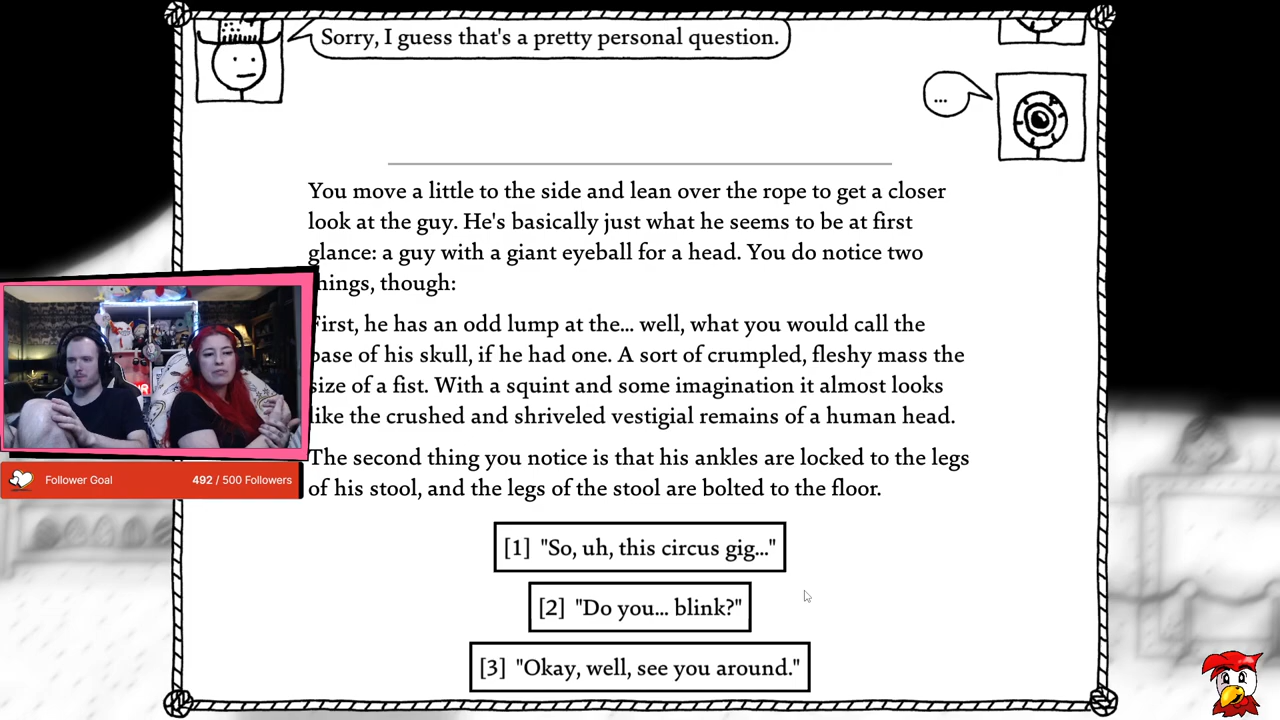 Sorry, I guess that's a pretty personal question.
...
You move a little to the side and lean over the rope to get a closer
look at the guy. He's basically just what he seems to be at first
glance: a guy with a giant eyeball for a head. You do notice two
things, though:
First, he has an odd lump at the... well, what you would call the
base of his skull, if he had one. A sort of crumpled, fleshy mass the
size of a fist. With a squint and some imagination it almost looks
like the crushed and shriveled vestigial remains of a human head.
The second thing you notice is that his ankles are locked to the legs
of his stool, and the legs of the stool are bolted to the floor.
Follower Goal 492 / 500 Followers
[1] "So, uh, this circus gig..."
[2] "Do you... blink?"
[3] "Okay, well, see you around."